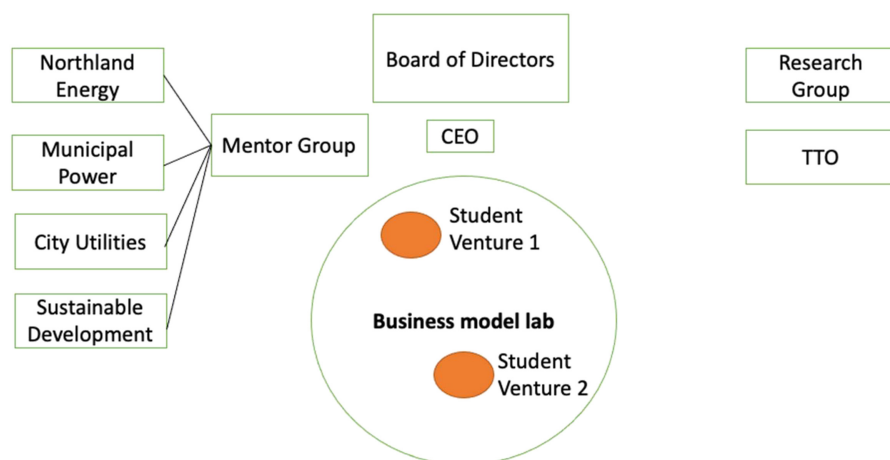 Northland
Energy
Municipal
Power
City Utilities
Sustainable
Development
Mentor Group
Board of Directors
CEO
Student
Venture 1
Business model lab
Student
Venture 2
Research
Group
TTO